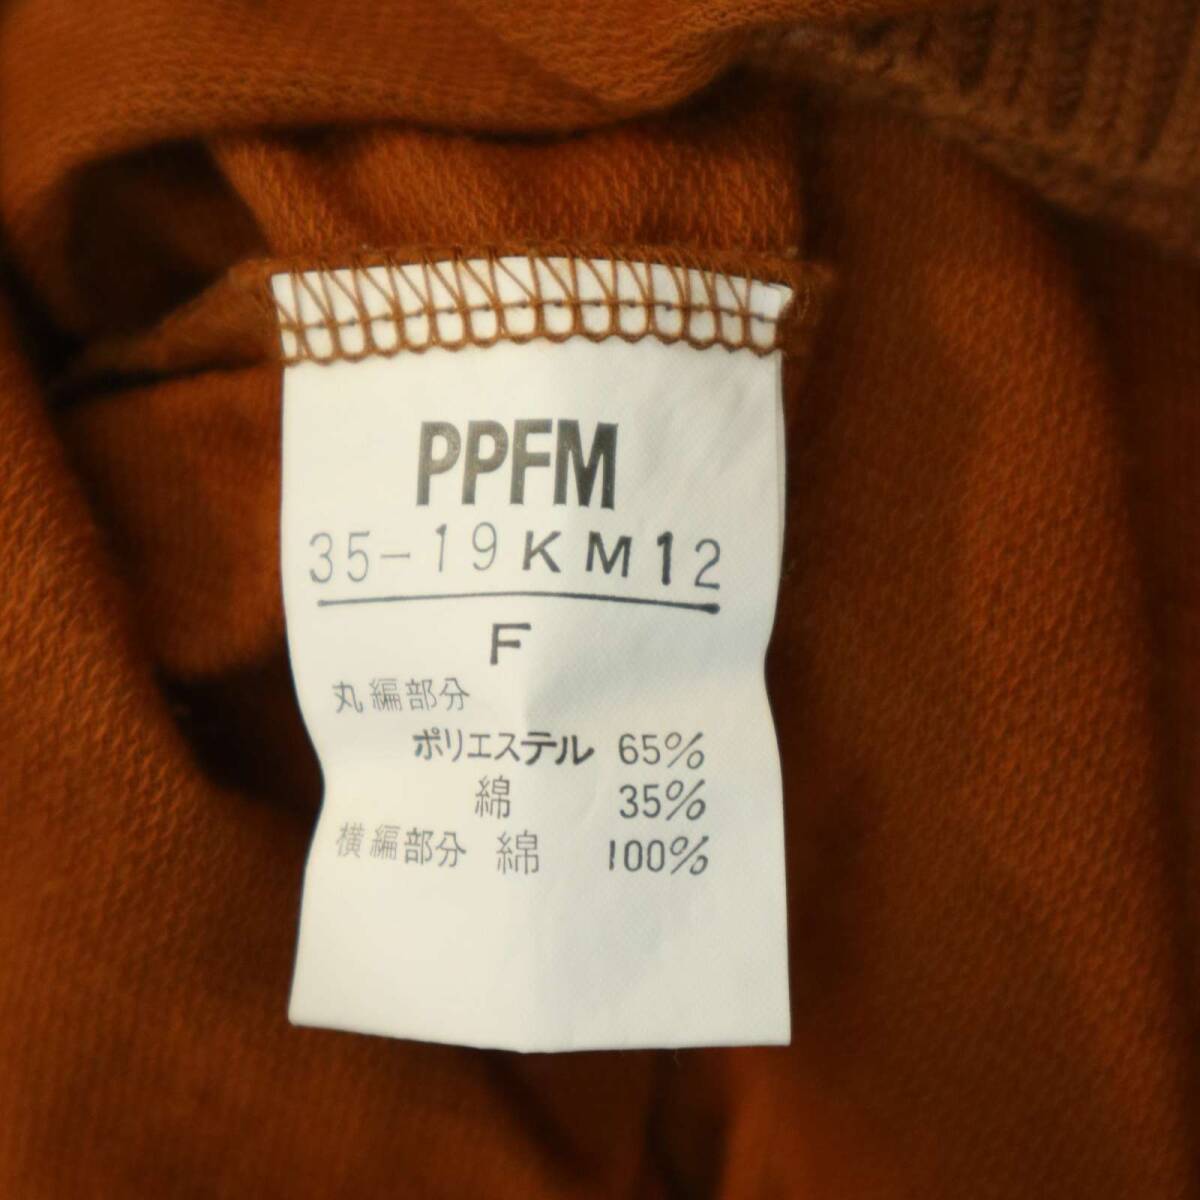 PPFM
35-19KM12
F
丸編部分
ポリエステル 65%
綿 35%
横編部分 綿 100%